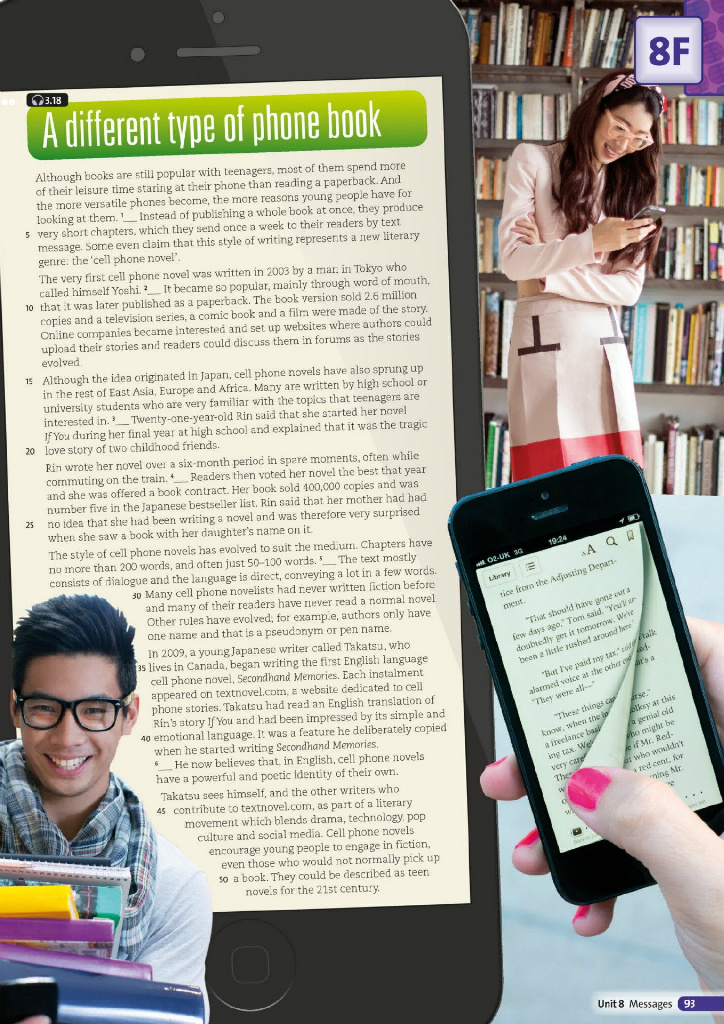 8F
3.18
A different type of phone book
Although books are still popular with teenagers, most of them spend more
of their leisure time staring at their phone than reading a paperback. And
the more versatile phones become, the more reasons young people have for
looking at them. 1__ Instead of publishing a whole book at once, they produce
5 very short chapters, which they send once a week to their readers by text
message. Some even claim that this style of writing represents a new literary
genre: the 'cell phone novel'.
The very first cell phone novel was written in 2003 by a man in Tokyo who
called himself Yoshi. 2__ It became so popular, mainly through word of mouth,
10 that it was later published as a paperback. The book version sold 2.6 million
copies and a television series, a comic book and a film were made of the story.
Online companies became interested and set up websites where authors could
upload their stories and readers could discuss them in forums as the stories
evolved.
15 Although the idea originated in Japan, cell phone novels have also sprung up
in the rest of East Asia, Europe and Africa. Many are written by high school or
university students who are very familiar with the topics that teenagers are
interested in. 3__ Twenty-one-year-old Rin said that she started her novel
If You during her final year at high school and explained that it was the tragic
20 love story of two childhood friends.
Rin wrote her novel over a six-month period in spare moments, often while
commuting on the train. 4__ Readers then voted her novel the best that year
and she was offered a book contract. Her book sold 400,000 copies and was
number five in the Japanese bestseller list. Rin said that her mother had had
25 no idea that she had been writing a novel and was therefore very surprised
when she saw a book with her daughter's name on it.
The style of cell phone novels has evolved to suit the medium. Chapters have
no more than 200 words, and often just 50–100 words. 5__ The text mostly
consists of dialogue and the language is direct, conveying a lot in a few words.
30 Many cell phone novelists had never written fiction before
and many of their readers have never read a normal novel.
Other rules have evolved; for example, authors only have
one name and that is a pseudonym or pen name.
In 2009, a young Japanese writer called Takatsu, who
35 lives in Canada, began writing the first English language
cell phone novel, Secondhand Memories. Each instalment
appeared on textnovel.com, a website dedicated to cell
phone stories. Takatsu had read an English translation of
Rin's story If You and had been impressed by its simple and
40 emotional language. It was a feature he deliberately copied
when he started writing Secondhand Memories.
6__ He now believes that, in English, cell phone novels
have a powerful and poetic identity of their own.
Takatsu sees himself, and the other writers who
45 contribute to textnovel.com, as part of a literary
movement which blends drama, technology, pop
culture and social media. Cell phone novels
encourage young people to engage in fiction,
even those who would not normally pick up
50 a book. They could be described as teen
novels for the 21st century.
O2-UK 3G 19:24
Library AA
tice from the Adjusting Depart-
ment.
"That should have gone out a
few days ago," Tom said. "You'll
doubtedly get it tomorrow. We've
been a little rushed around here."
"But I've paid my tax,"
alarmed voice at the other
"They were all—"
"These things can
know, when the
a freelance
ing tax. We
very care
Unit 8 Messages 93